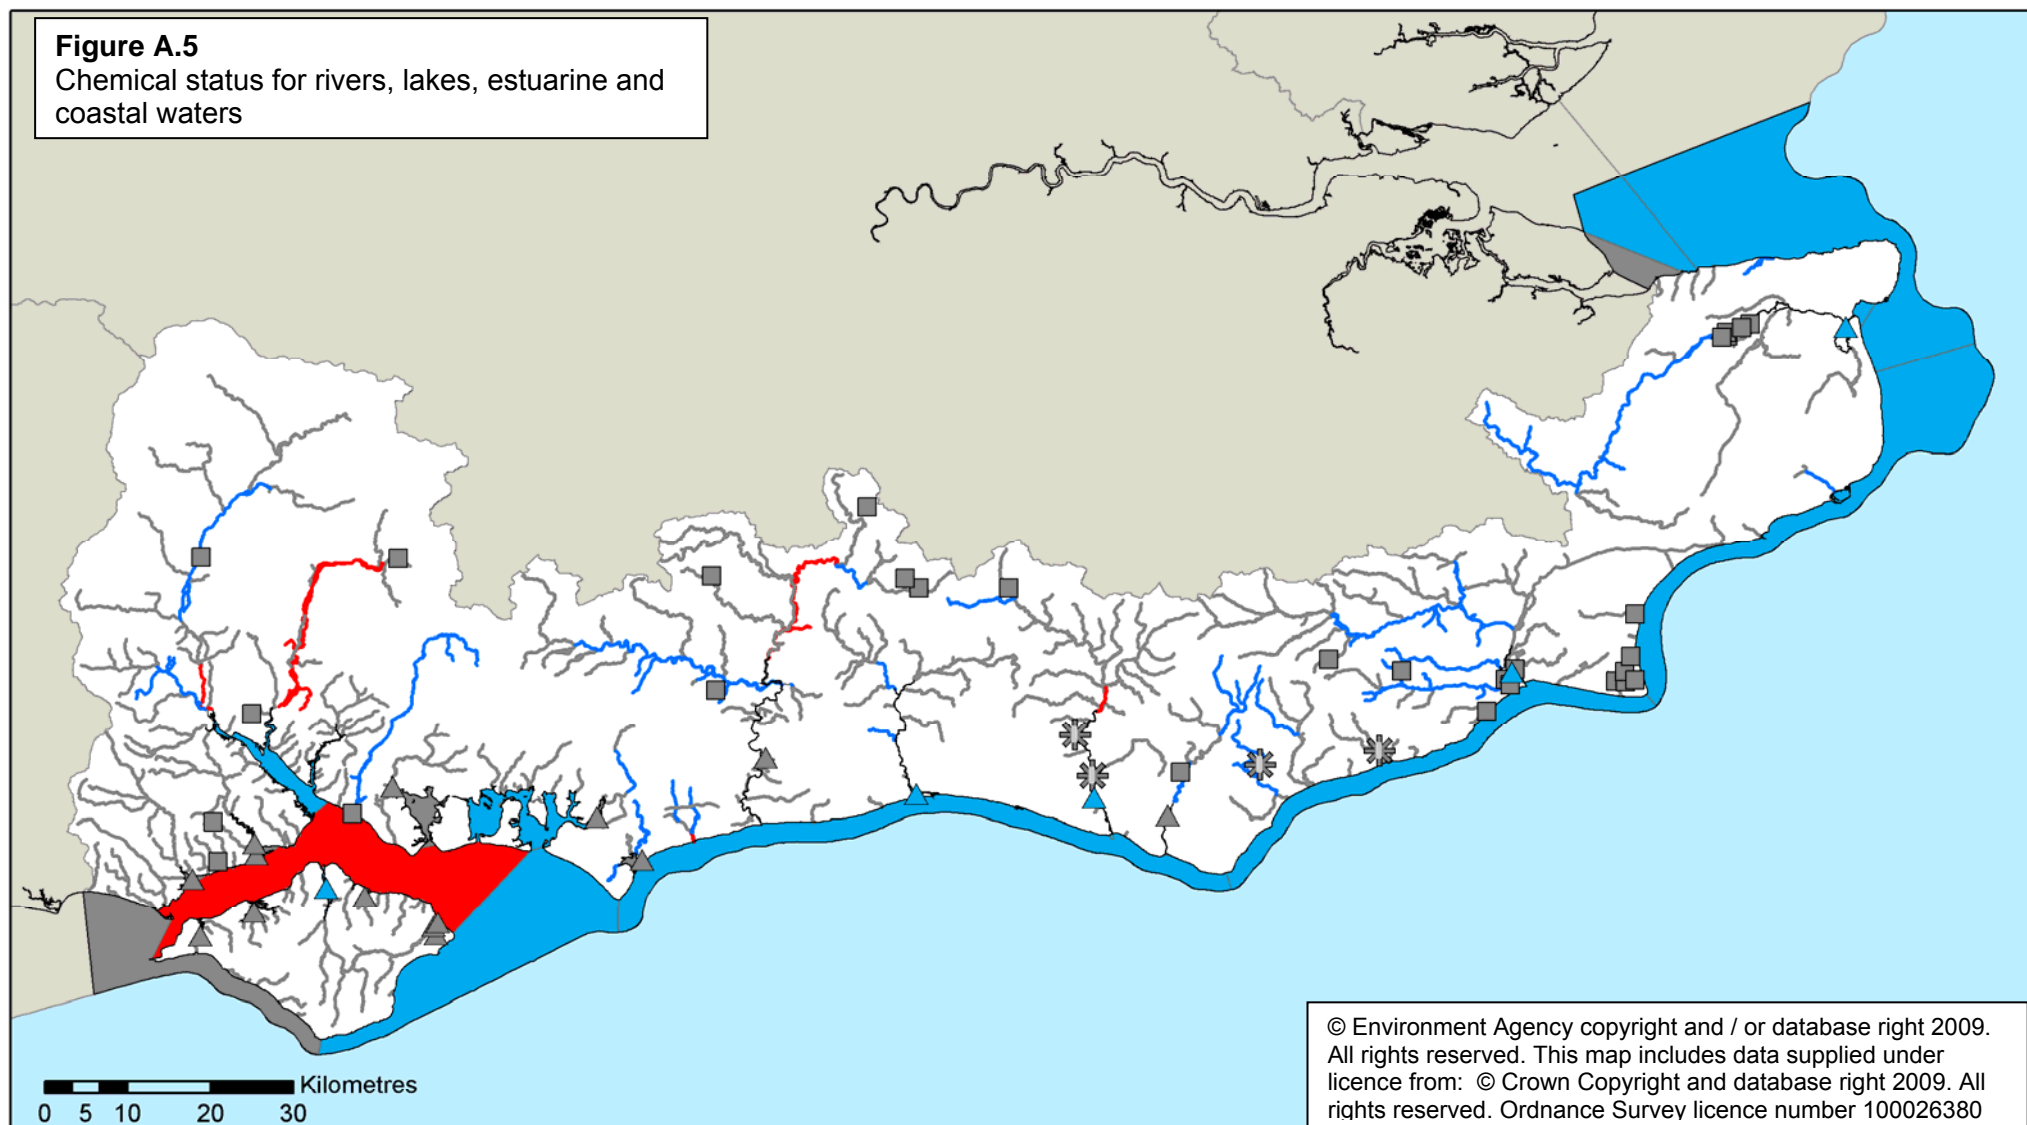 Figure A.5
Chemical status for rivers, lakes, estuarine and
coastal waters
Kilometres
0 5 10 20 30
© Environment Agency copyright and / or database right 2009.
All rights reserved. This map includes data supplied under
licence from: © Crown Copyright and database right 2009. All
rights reserved. Ordnance Survey licence number 100026380